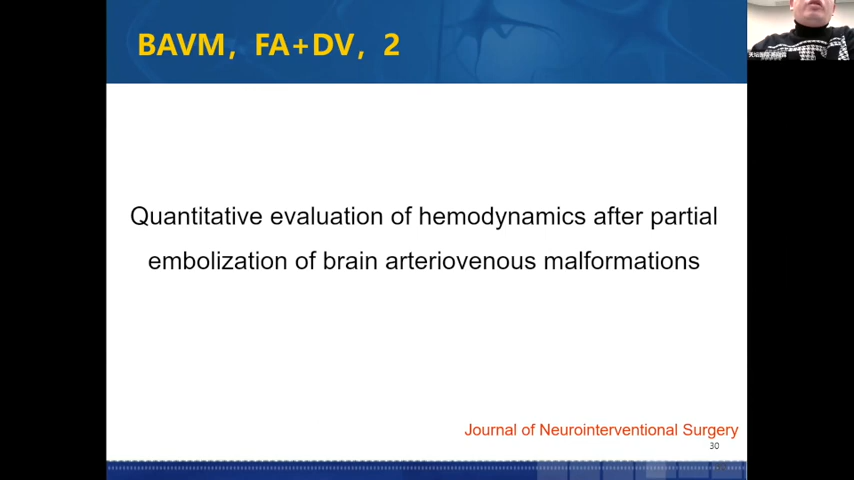 BAVM，FA+DV，2
Quantitative evaluation of hemodynamics after partial
embolization of brain arteriovenous malformations
Journal of Neurointerventional Surgery
30